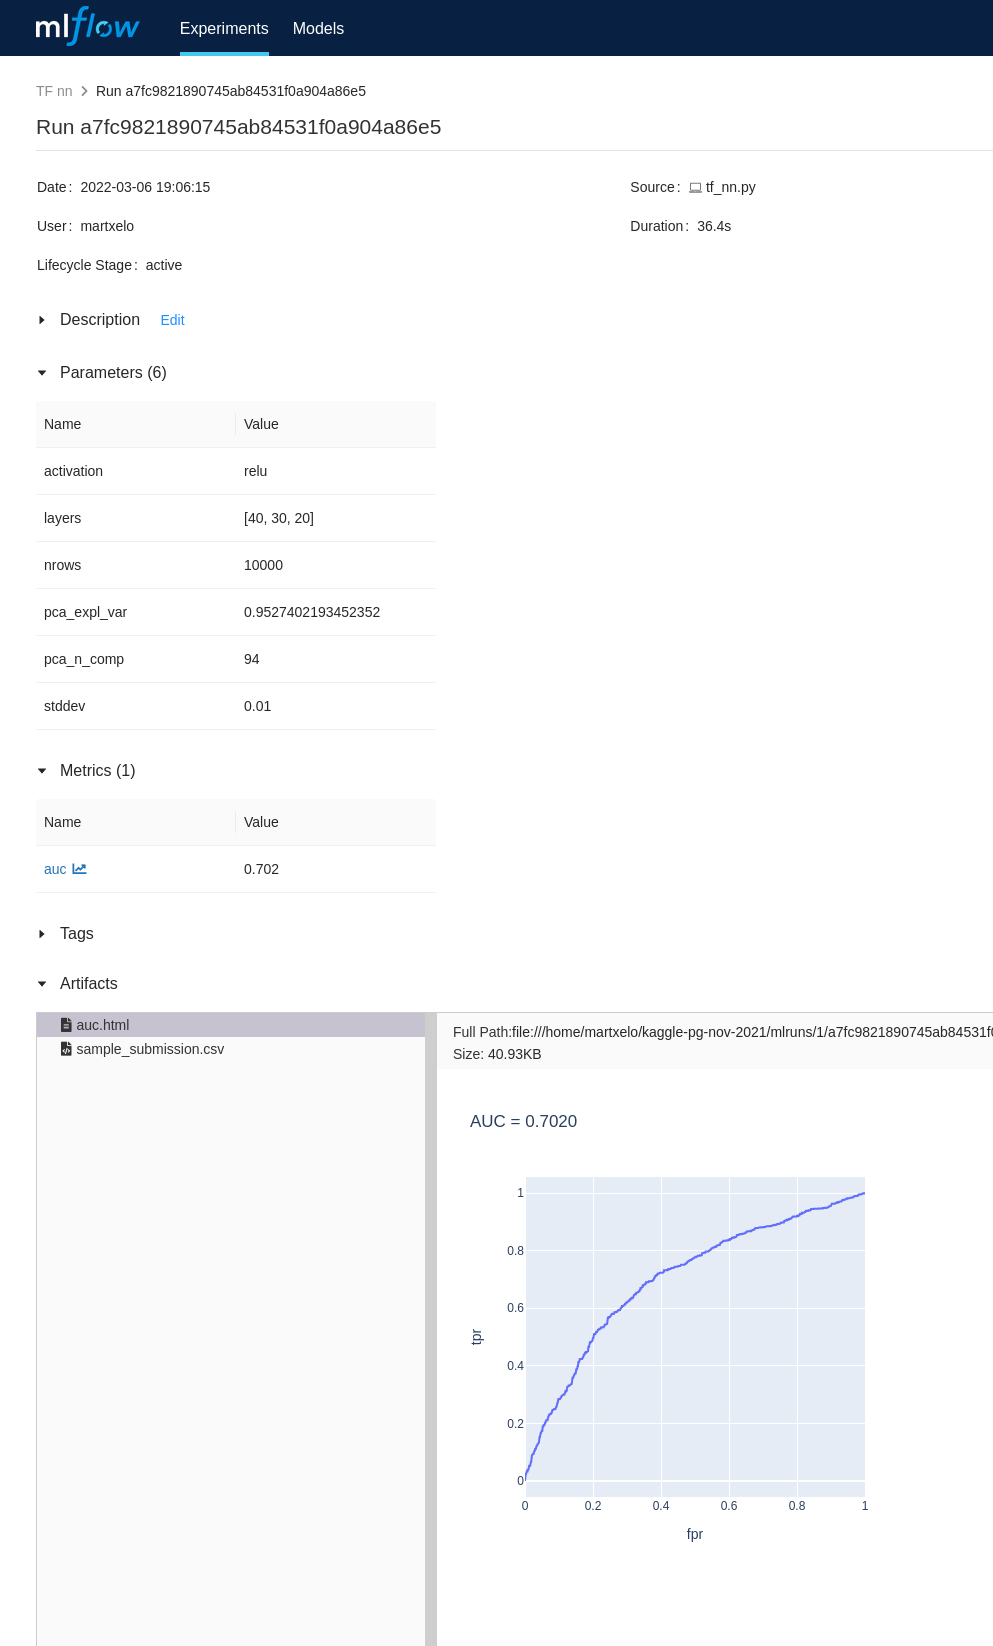 mlflow Experiments Models
TF nn Run a7fc9821890745ab84531f0a904a86e5
Run a7fc9821890745ab84531f0a904a86e5
Date: 2022-03-06 19:06:15 Source: tf_nn.py
User: martxelo Duration: 36.4s
Lifecycle Stage: active
Description Edit
Parameters (6)
Name Value
activation relu
layers [40, 30, 20]
nrows 10000
pca_expl_var 0.9527402193452352
pca_n_comp 94
stddev 0.01
Metrics (1)
Name Value
auc 0.702
Tags
Artifacts
auc.html
sample_submission.csv
Full Path:file:///home/martxelo/kaggle-pg-nov-2021/mlruns/1/a7fc9821890745ab84531f0
Size: 40.93KB
AUC = 0.7020
1
0.8
0.6
0.4
0.2
0
tpr
0 0.2 0.4 0.6 0.8 1
fpr